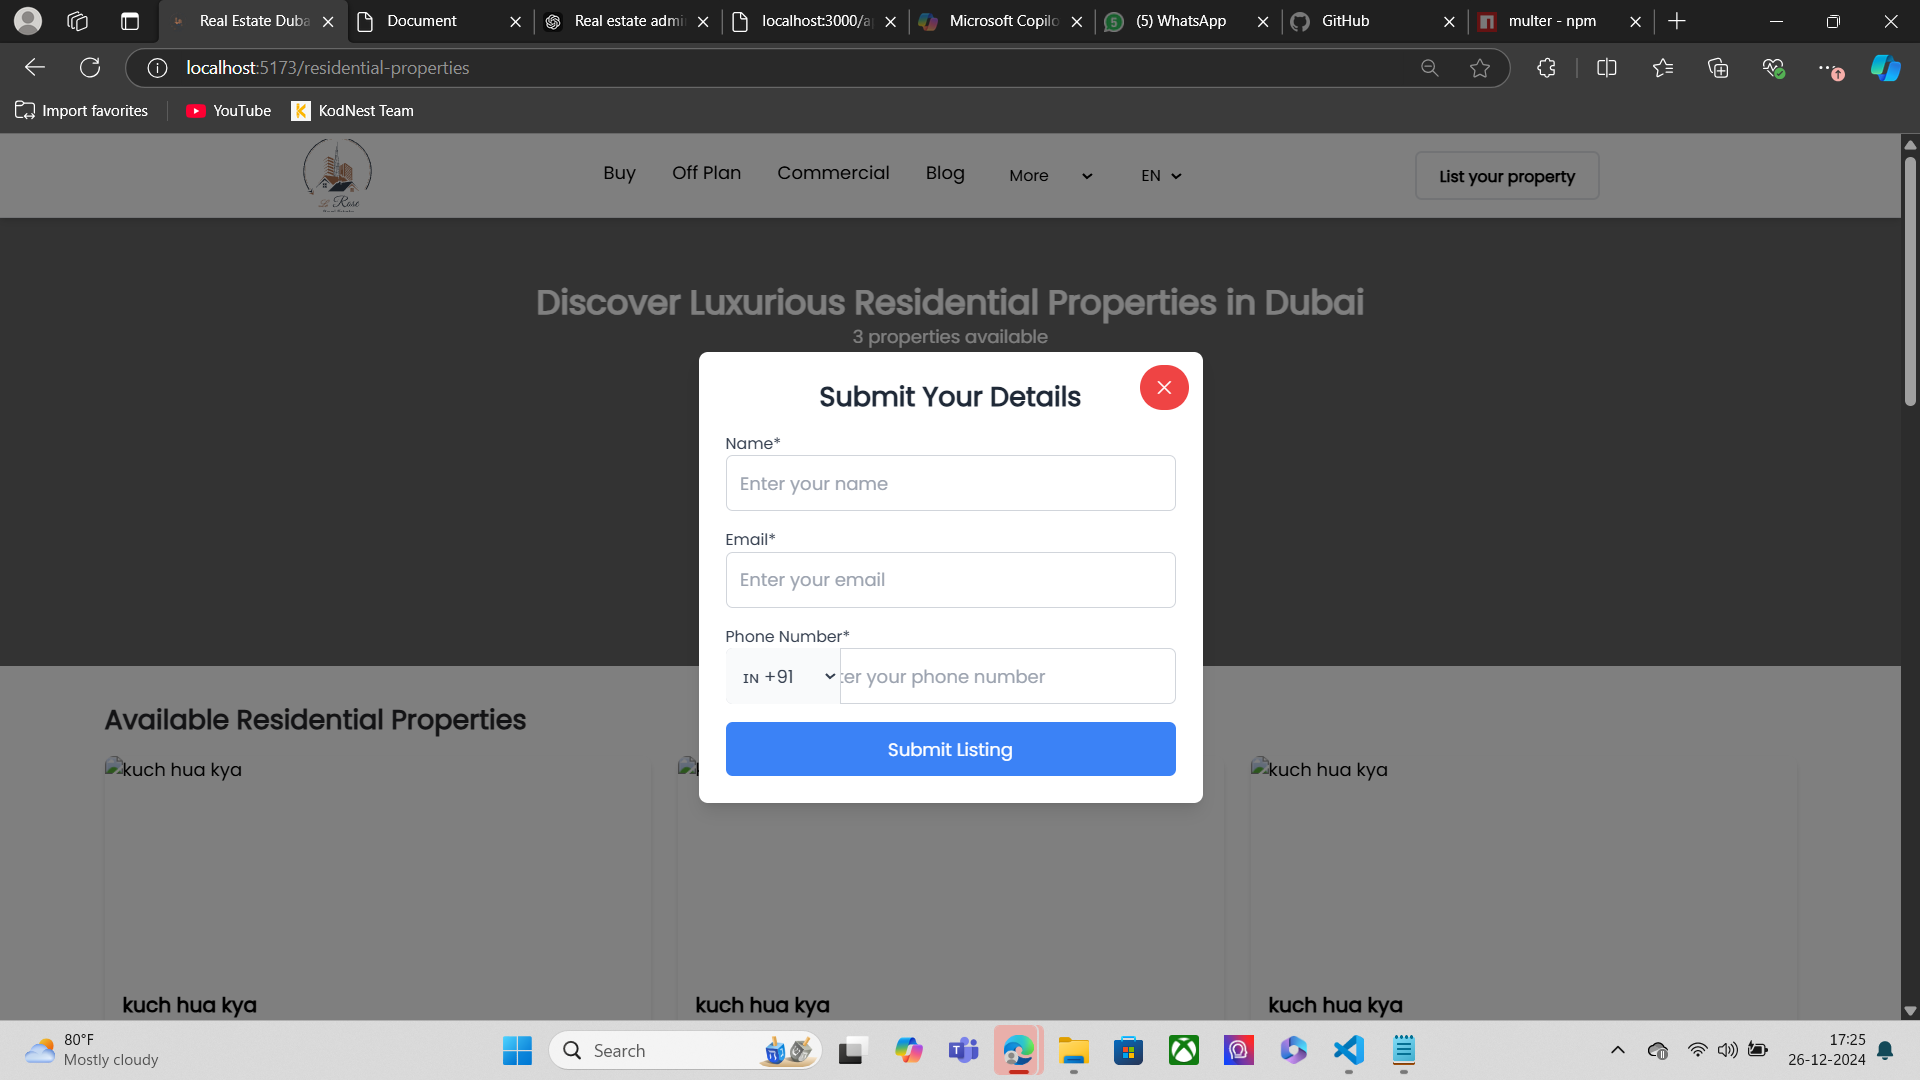 Real Estate Duba
Document
Real estate admi
localhost:3000/a
Microsoft Copilo
(5) WhatsApp
GitHub
multer - npm
localhost:5173/residential-properties
Import favorites
YouTube
KodNest Team
Buy
Off Plan
Commercial
Blog
More
EN
List your property
Discover Luxurious Residential Properties in Dubai
3 properties available
Submit Your Details
Name*
Enter your name
Email*
Enter your email
Phone Number*
IN +91
er your phone number
Submit Listing
Available Residential Properties
kuch hua kya
kuch hua kya
kuch hua kya
kuch hua kya
kuch hua kya
80°F
Mostly cloudy
Search
17:25
26-12-2024